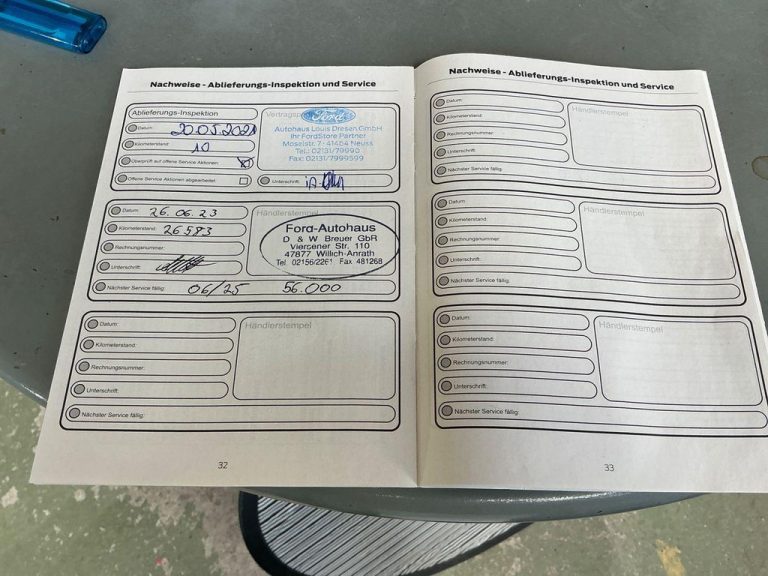 Nachweise - Ablieferungs-Inspektion und Service
Ablieferungs-Inspektion
Datum: 20.05.2021
Kilometerstand: 10
Überprüft auf offene Service Aktionen:
Offene Service Aktionen abgearbeitet:
Ford
Autohaus Louis Dresen GmbH
Ihr FordStore Partner
Moselstr. 7 · 41464 Neuss
Tel.: 02131/79990
Fax: 02131/7999599
Unterschrift:
Datum: 26.06.23
Kilometerstand: 26583
Rechnungsnummer:
Unterschrift:
Händlerstempel
Ford-Autohaus
D & W Breuer GbR
Viersener Str. 110
47877 Willich-Anrath
Tel. 02156/2261 Fax 481268
Nächster Service fällig: 06/25 56.000
Datum:
Kilometerstand:
Rechnungsnummer:
Unterschrift:
Händlerstempel
Nächster Service fällig:
32
Nachweise - Ablieferungs-Inspektion und Service
Datum:
Kilometerstand:
Rechnungsnummer:
Unterschrift:
Händlerstempel
Nächster Service fällig:
Datum:
Kilometerstand:
Rechnungsnummer:
Unterschrift:
Händlerstempel
Nächster Service fällig:
Datum:
Kilometerstand:
Rechnungsnummer:
Unterschrift:
Händlerstempel
Nächster Service fällig:
33